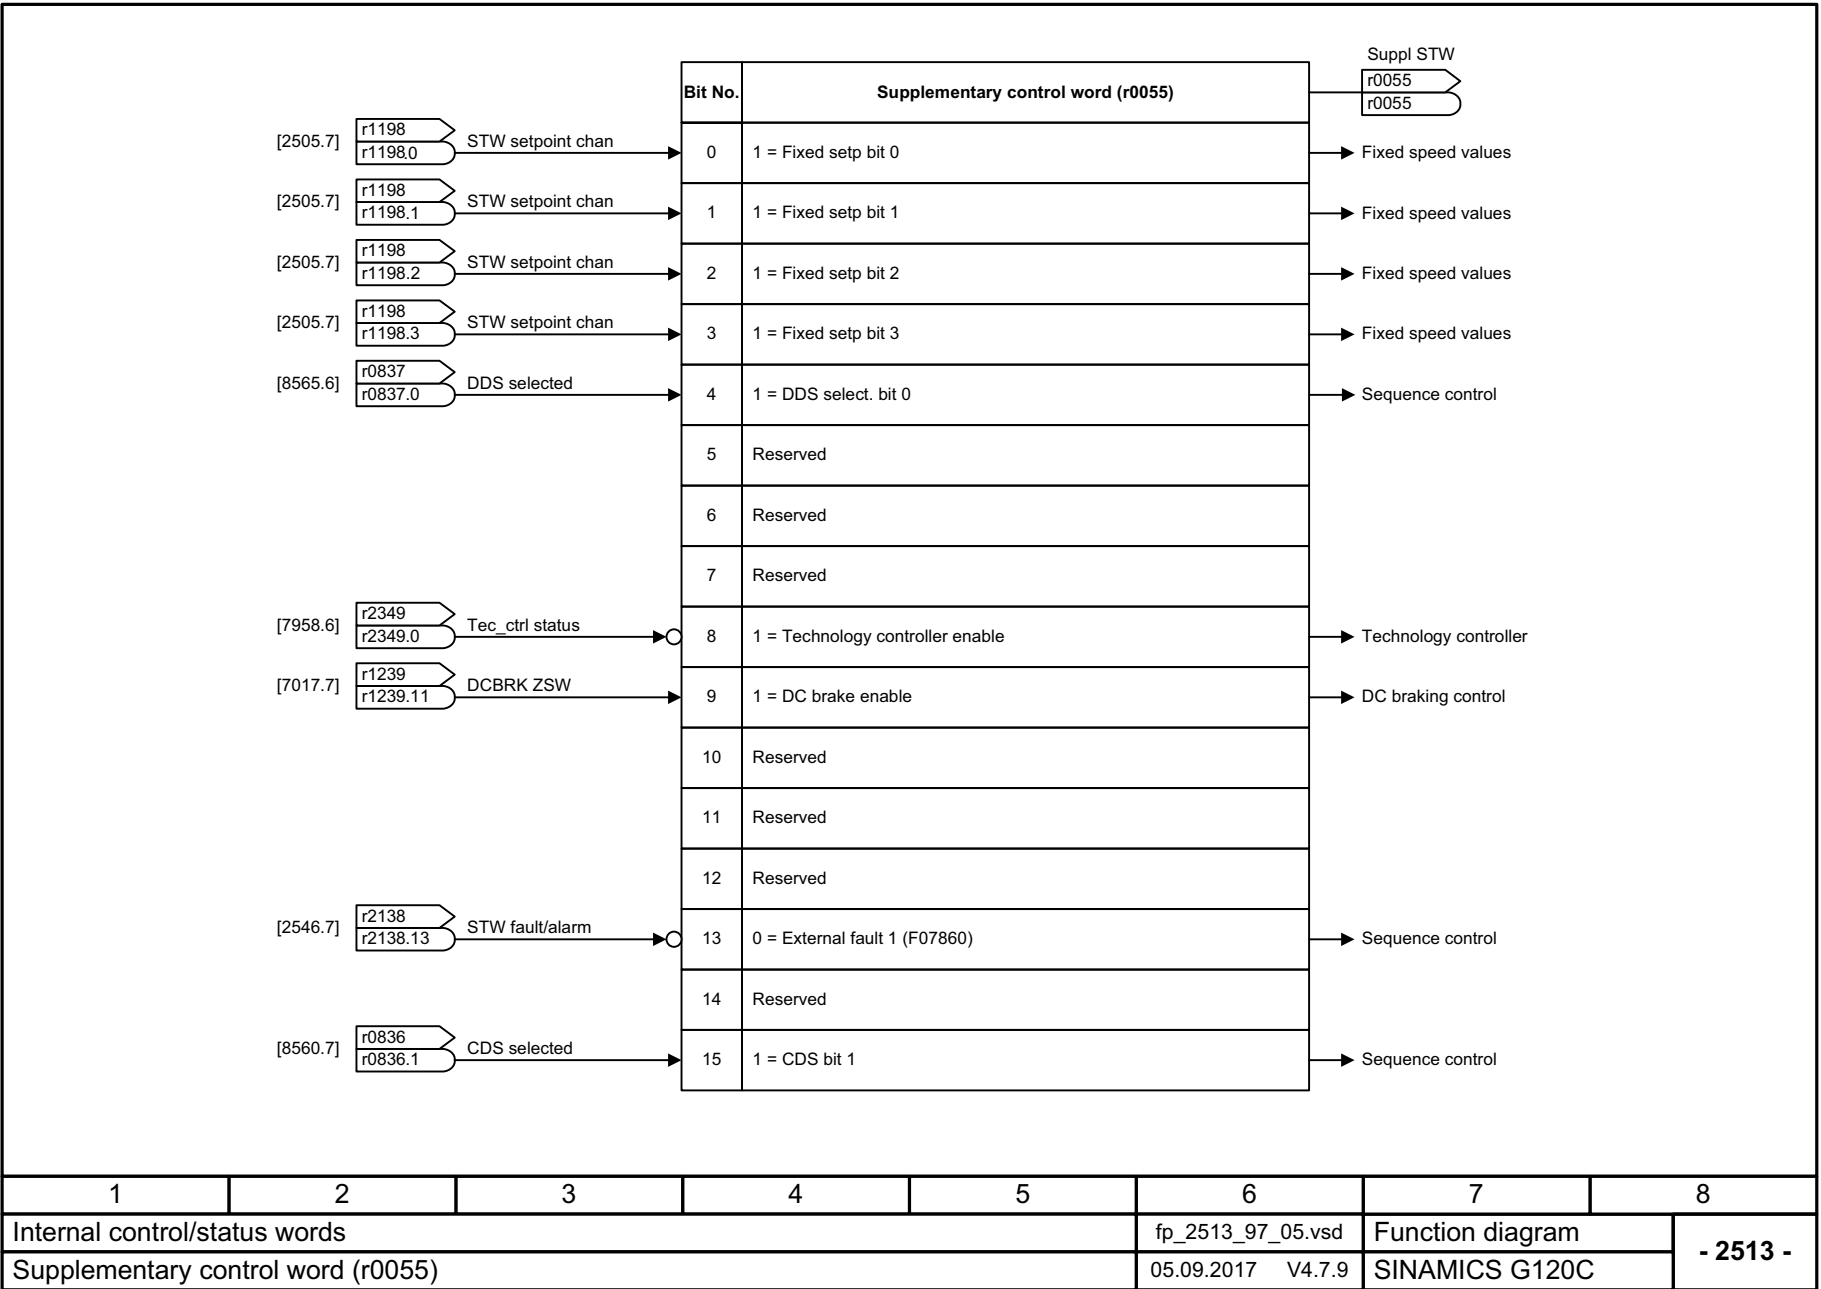 Suppl STW
r0055
r0055
Bit No. Supplementary control word (r0055)
[2505.7] r1198 STW setpoint chan
r1198.0 0 1 = Fixed setp bit 0 Fixed speed values
[2505.7] r1198 STW setpoint chan
r1198.1 1 1 = Fixed setp bit 1 Fixed speed values
[2505.7] r1198 STW setpoint chan
r1198.2 2 1 = Fixed setp bit 2 Fixed speed values
[2505.7] r1198 STW setpoint chan
r1198.3 3 1 = Fixed setp bit 3 Fixed speed values
[8565.6] r0837 DDS selected
r0837.0 4 1 = DDS select. bit 0 Sequence control
5 Reserved
6 Reserved
7 Reserved
[7958.6] r2349 Tec_ctrl status
r2349.0 8 1 = Technology controller enable Technology controller
[7017.7] r1239 DCBRK ZSW
r1239.11 9 1 = DC brake enable DC braking control
10 Reserved
11 Reserved
12 Reserved
[2546.7] r2138 STW fault/alarm
r2138.13 13 0 = External fault 1 (F07860) Sequence control
14 Reserved
[8560.7] r0836 CDS selected
r0836.1 15 1 = CDS bit 1 Sequence control
1 2 3 4 5 6 7 8
Internal control/status words fp_2513_97_05.vsd Function diagram - 2513 -
Supplementary control word (r0055) 05.09.2017 V4.7.9 SINAMICS G120C